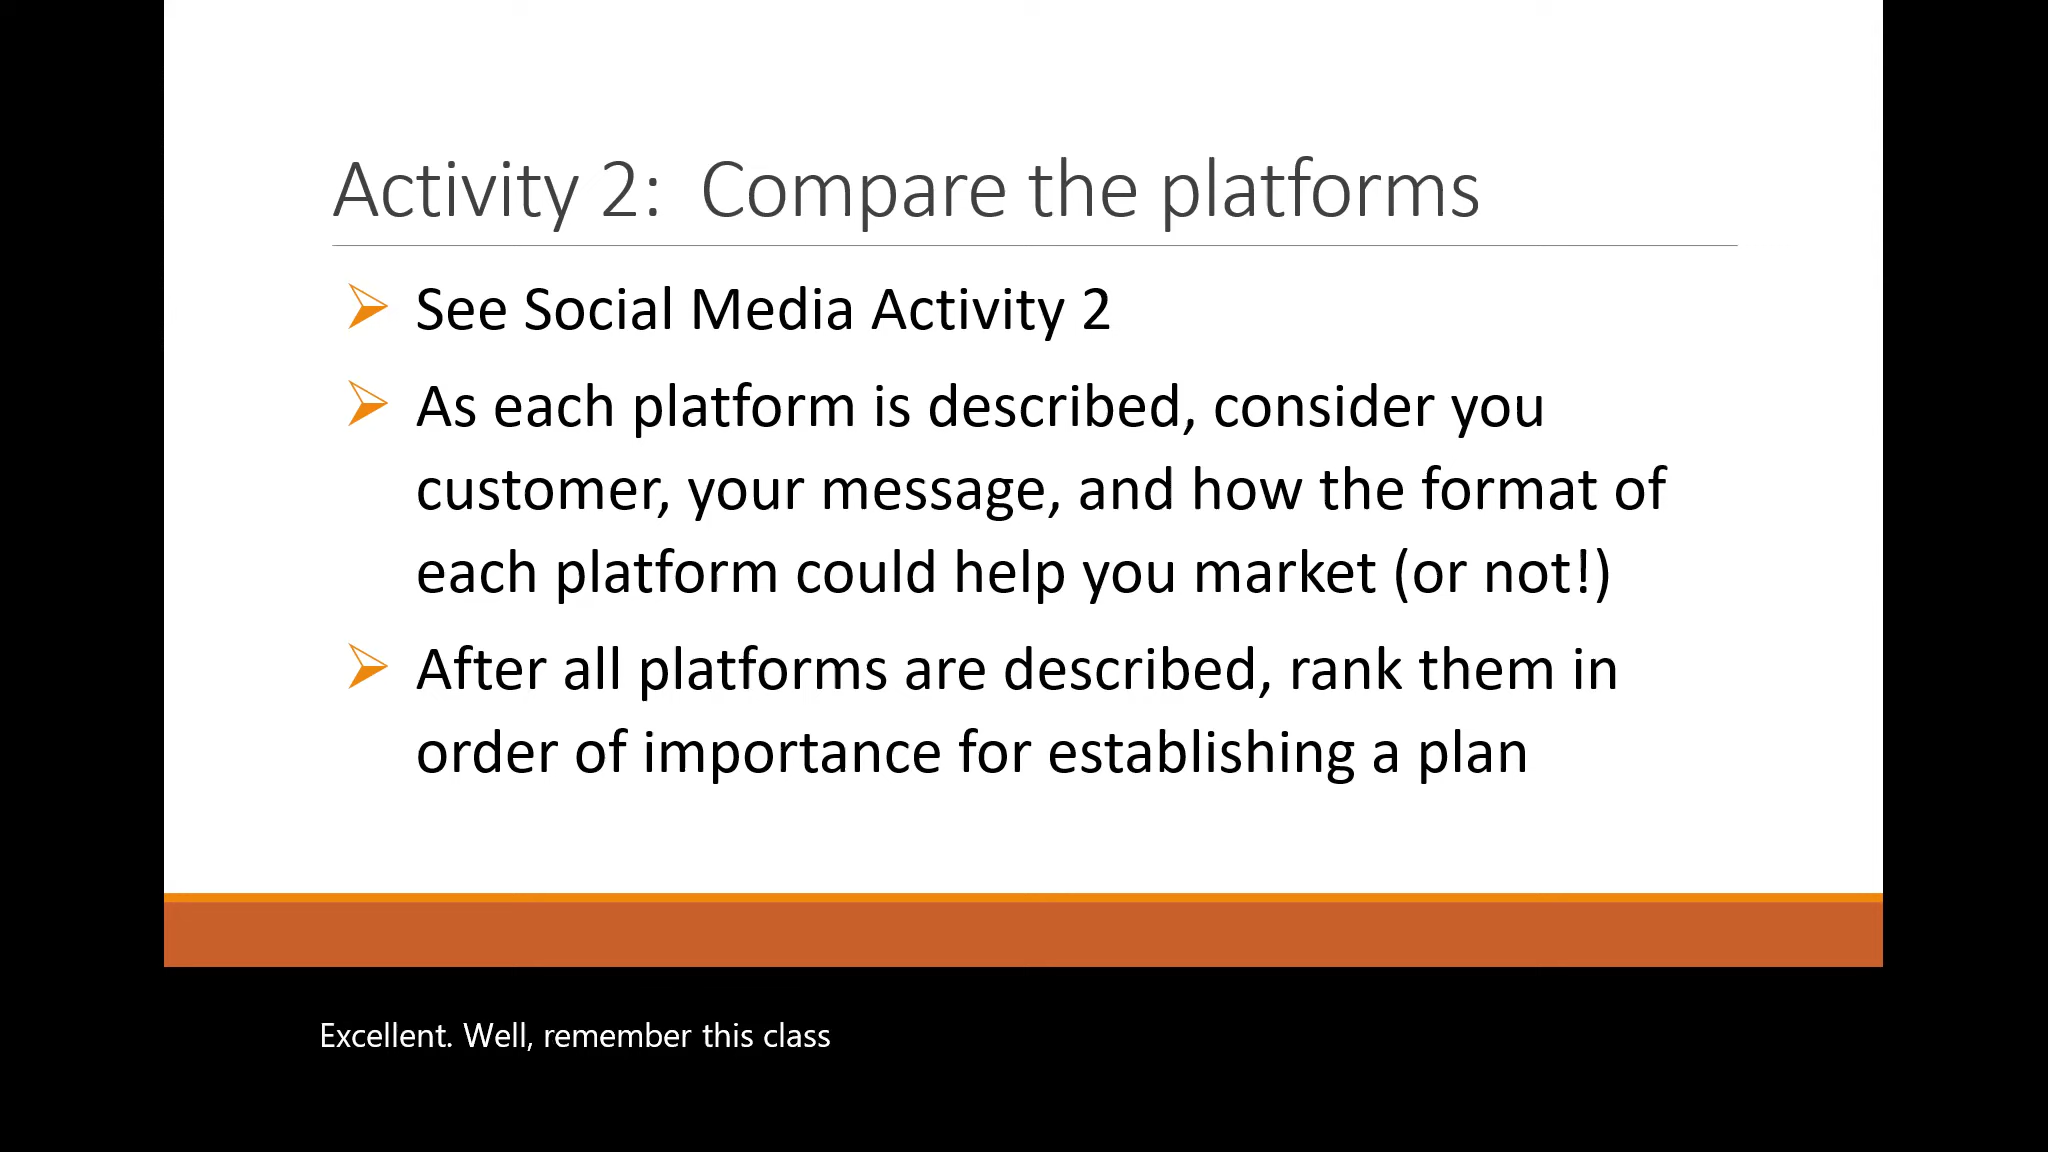 Activity 2:  Compare the platforms
See Social Media Activity 2
As each platform is described, consider you
customer, your message, and how the format of
each platform could help you market (or not!)
After all platforms are described, rank them in
order of importance for establishing a plan
Excellent. Well, remember this class